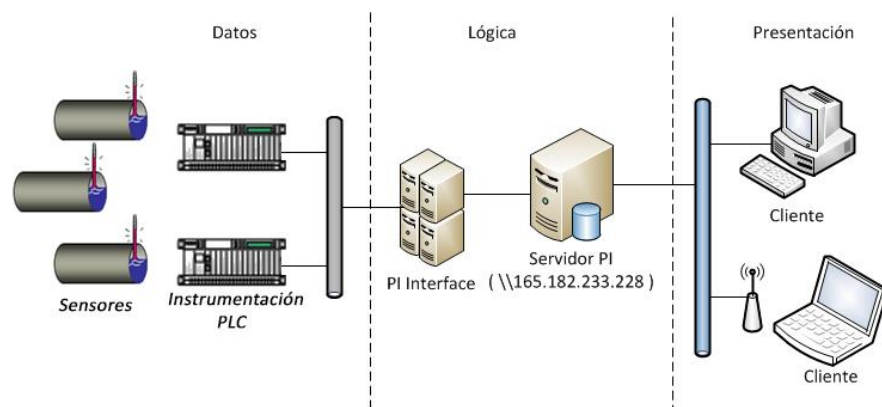 Datos
Lógica
Presentación
Sensores
Instrumentación
PLC
PI Interface
Servidor PI
( \\165.182.233.228 )
Cliente
Cliente